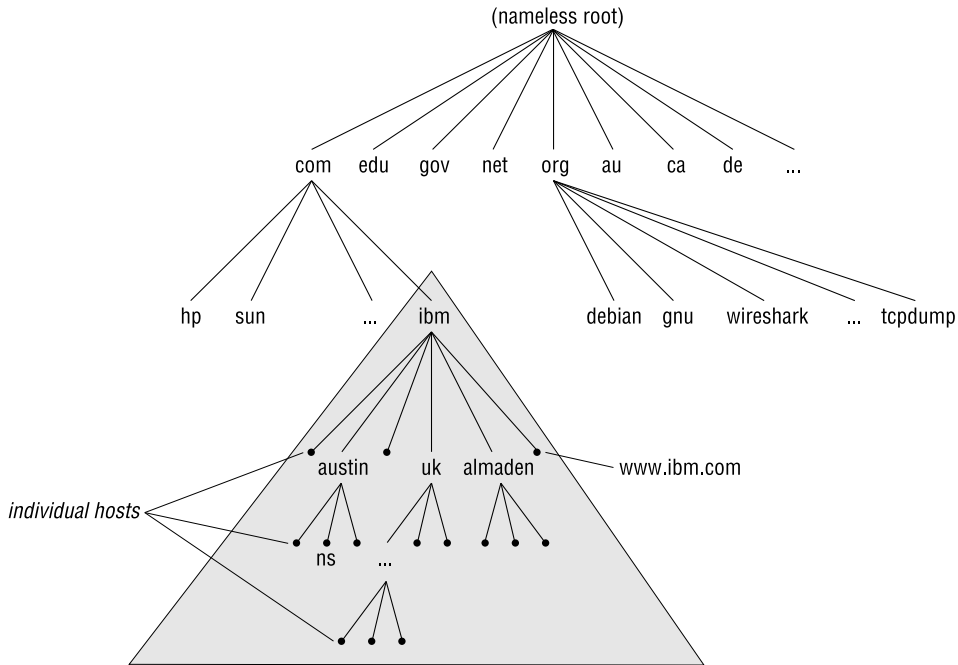 (nameless root)
com edu gov net org au ca de ...
hp sun ... ibm debian gnu wireshark ... tcpdump
austin uk almaden www.ibm.com
individual hosts
ns ...